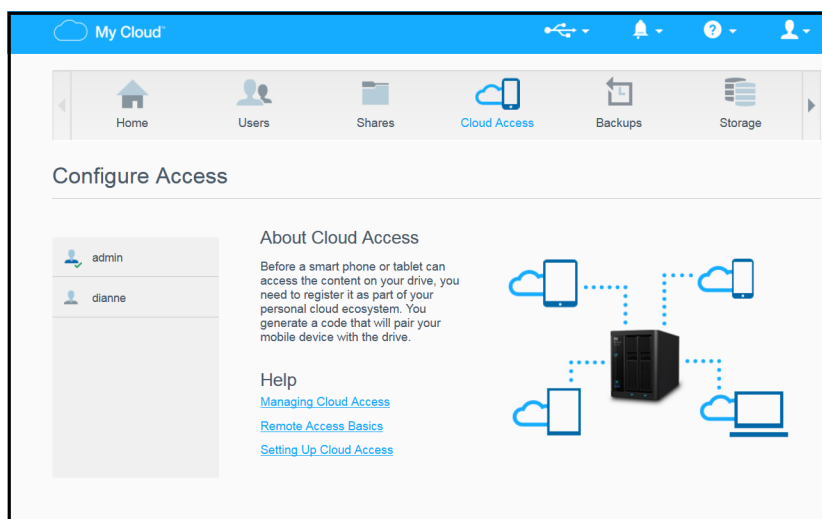 My Cloud™
Home
Users
Shares
Cloud Access
Backups
Storage
Configure Access
admin
dianne
About Cloud Access
Before a smart phone or tablet can
access the content on your drive, you
need to register it as part of your
personal cloud ecosystem. You
generate a code that will pair your
mobile device with the drive.
Help
Managing Cloud Access
Remote Access Basics
Setting Up Cloud Access